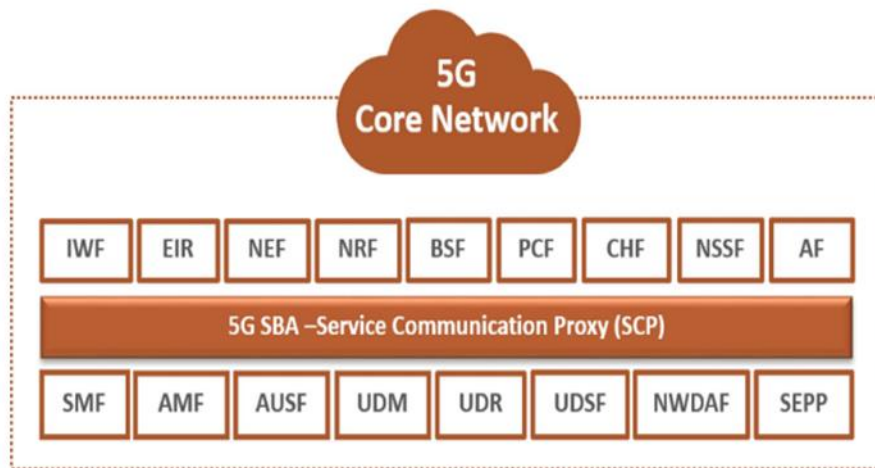 5G
Core Network
IWF EIR NEF NRF BSF PCF CHF NSSF AF
5G SBA –Service Communication Proxy (SCP)
SMF AMF AUSF UDM UDR UDSF NWDAF SEPP